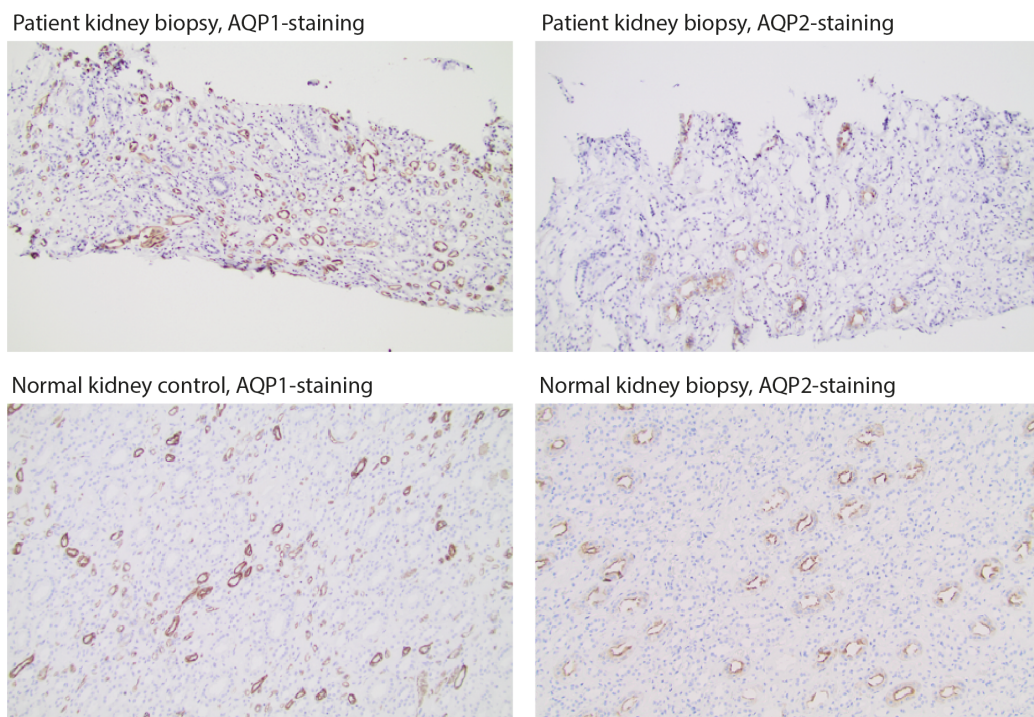 Patient kidney biopsy, AQP1-staining
Patient kidney biopsy, AQP2-staining
Normal kidney control, AQP1-staining
Normal kidney biopsy, AQP2-staining